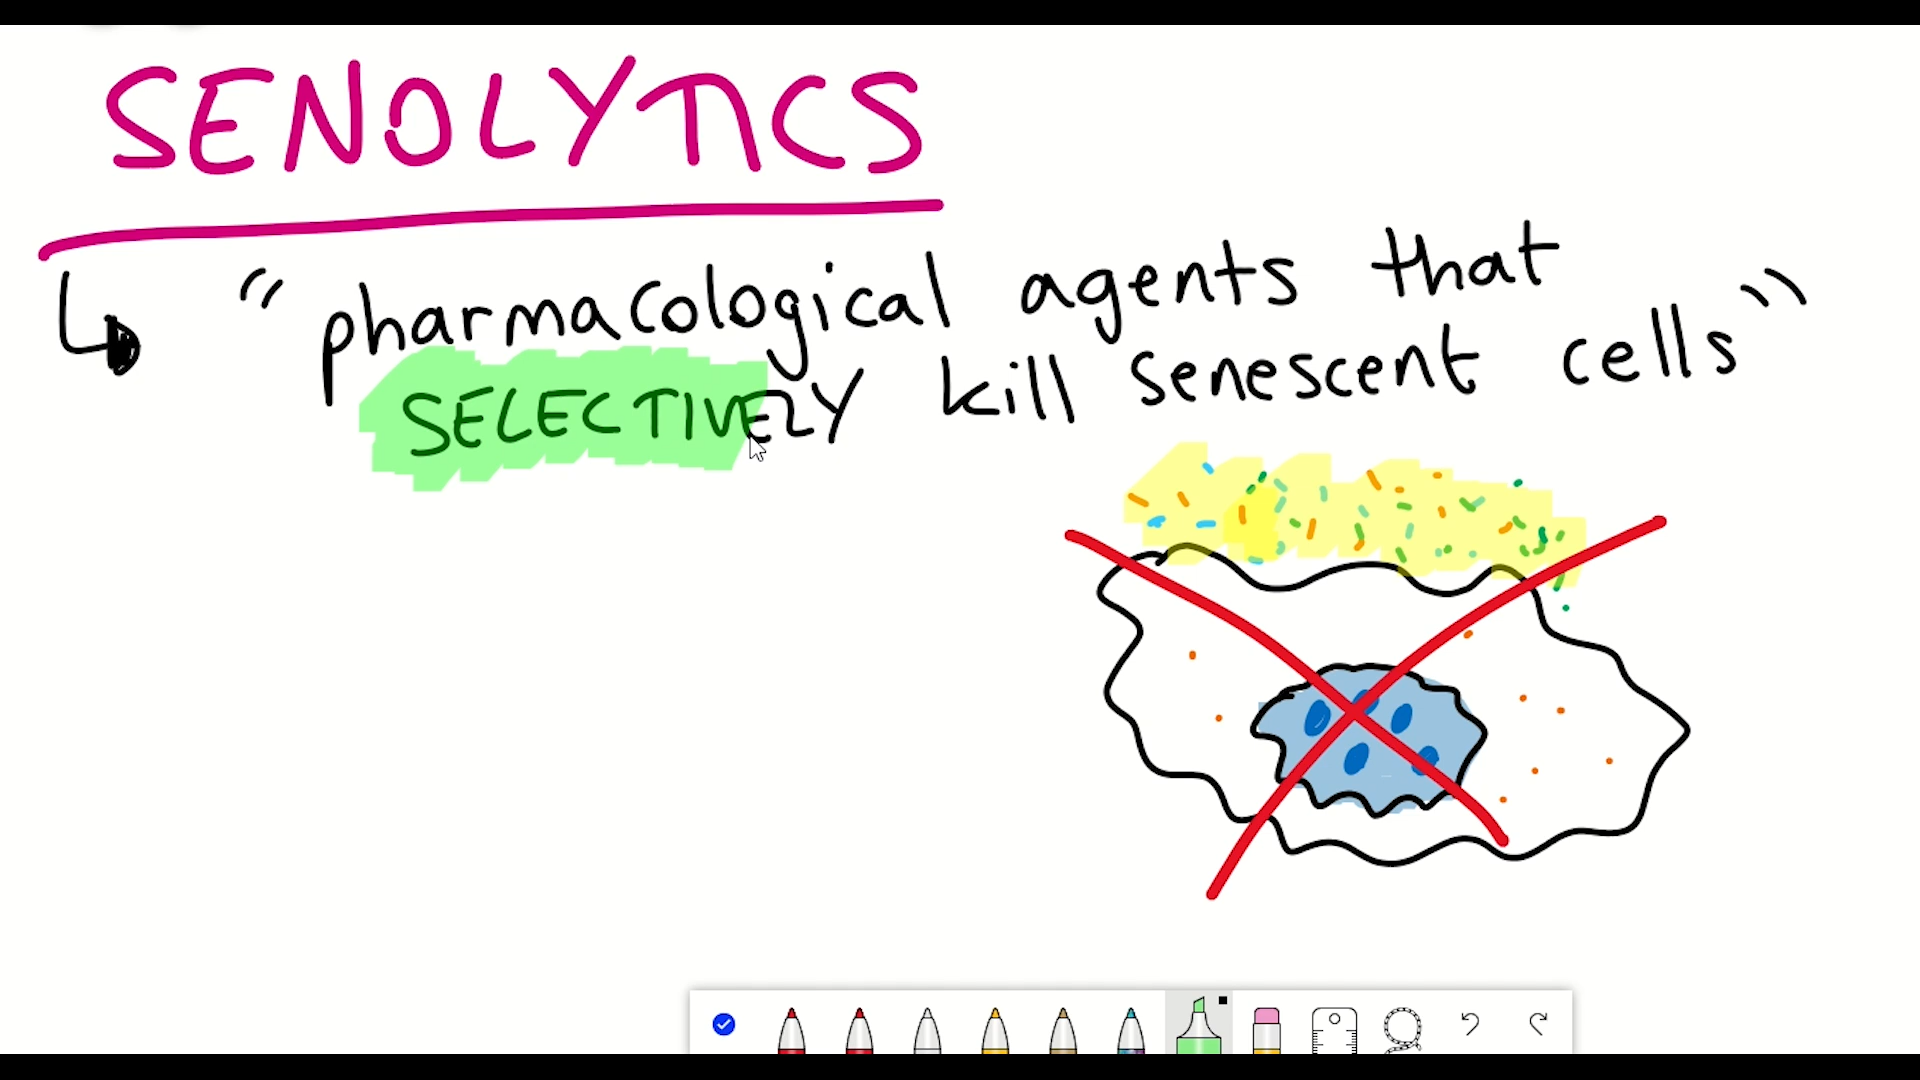 SENOLYTICS
"pharmacological agents that
SELECTIVELY kill senescent cells"